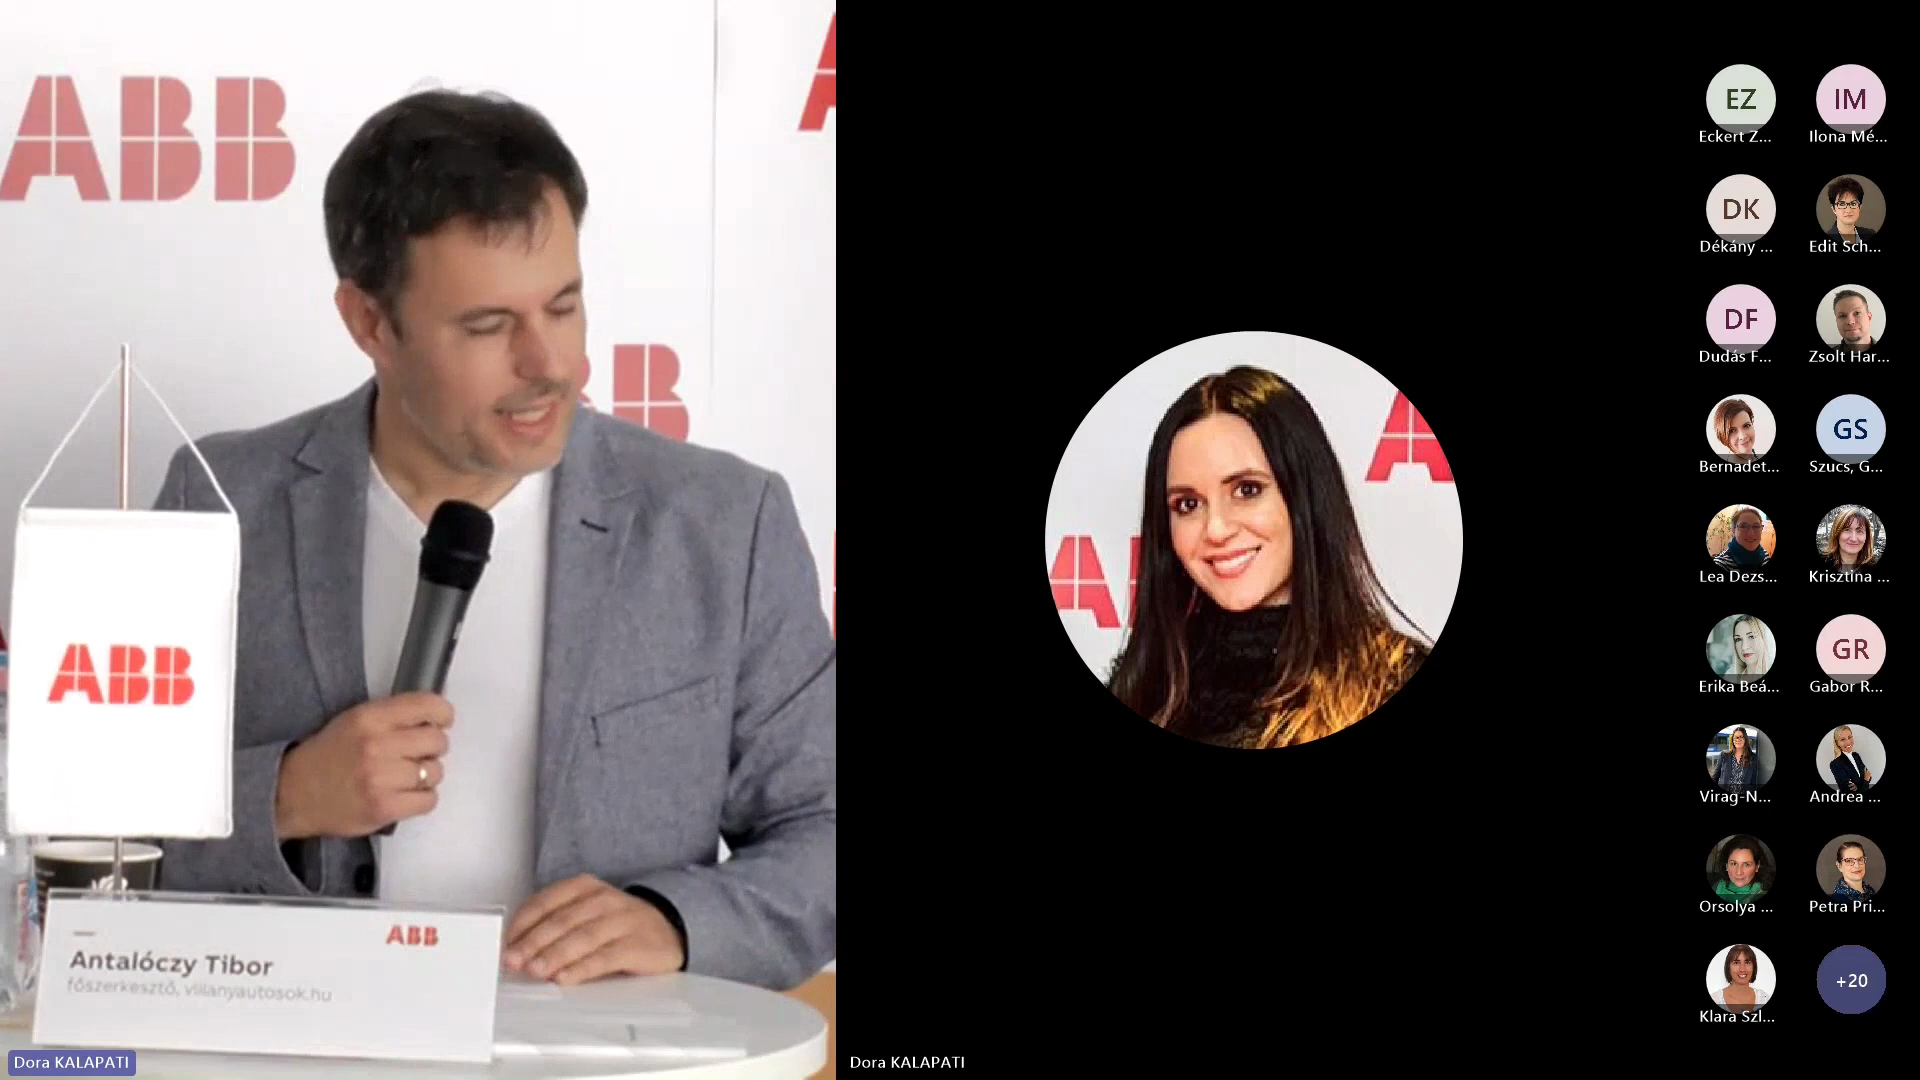 ABB
ABB
ABB
Antalóczy Tibor
főszerkesztő, villanyautosok.hu
Dora KALAPATI
Dora KALAPATI
EZ
IM
Eckert Z...
Ilona Mé...
DK
Dékány ...
Edit Sch...
DF
Dudás F...
Zsolt Har...
GS
Bernadet...
Szucs, G...
Lea Dezs...
Krisztina ...
GR
Erika Beá...
Gabor R...
Virag-N...
Andrea ...
Orsolya ...
Petra Pri...
+20
Klara Szl...